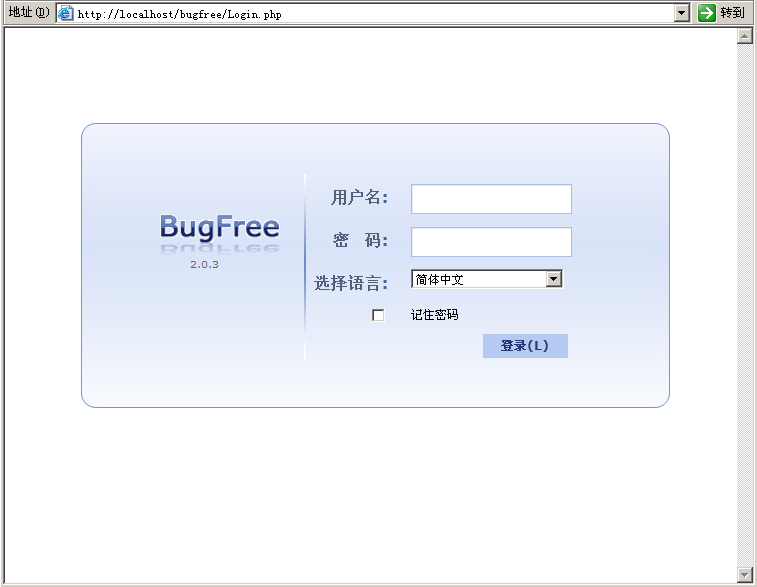 地址(D) http://localhost/bugfree/Login.php 转到
BugFree
2.0.3
用户名:
密 码:
选择语言: 简体中文
记住密码
登录(L)